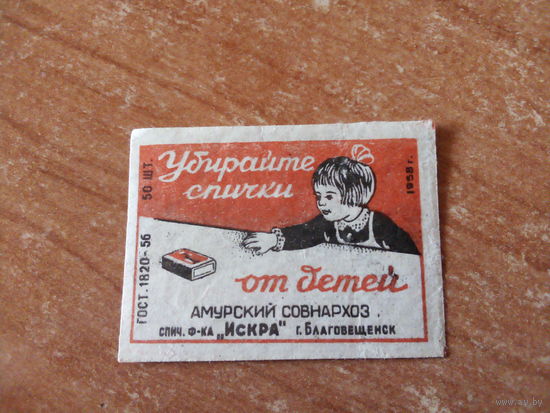 Убирайте
спички
от детей
АМУРСКИЙ СОВНАРХОЗ
СПИЧ. Ф-КА „ИСКРА" Г. БЛАГОВЕЩЕНСК
ГОСТ. 1820-56 50 ШТ.
1958 г.
www.ay.by